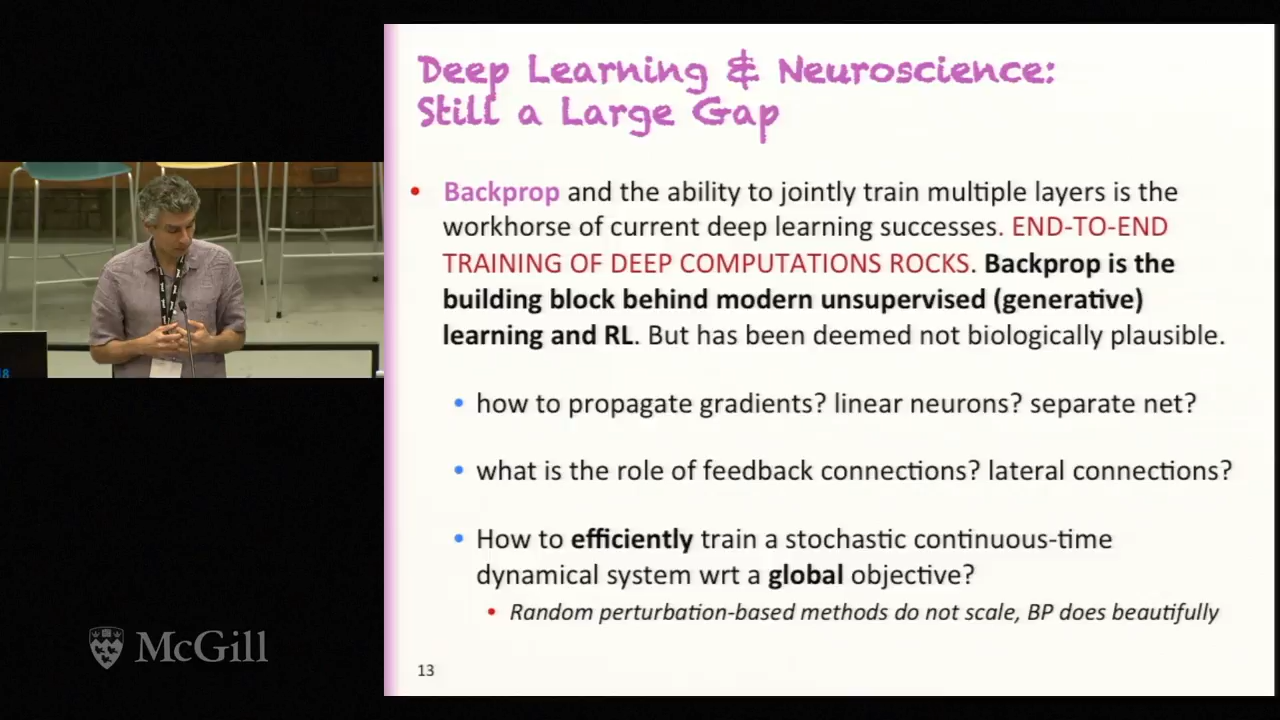 Deep Learning & Neuroscience:
Still a Large Gap
Backprop and the ability to jointly train multiple layers is the
workhorse of current deep learning successes. END-TO-END
TRAINING OF DEEP COMPUTATIONS ROCKS. Backprop is the
building block behind modern unsupervised (generative)
learning and RL. But has been deemed not biologically plausible.
how to propagate gradients? linear neurons? separate net?
what is the role of feedback connections? lateral connections?
How to efficiently train a stochastic continuous-time
dynamical system wrt a global objective?
Random perturbation-based methods do not scale, BP does beautifully
13
18
McGill